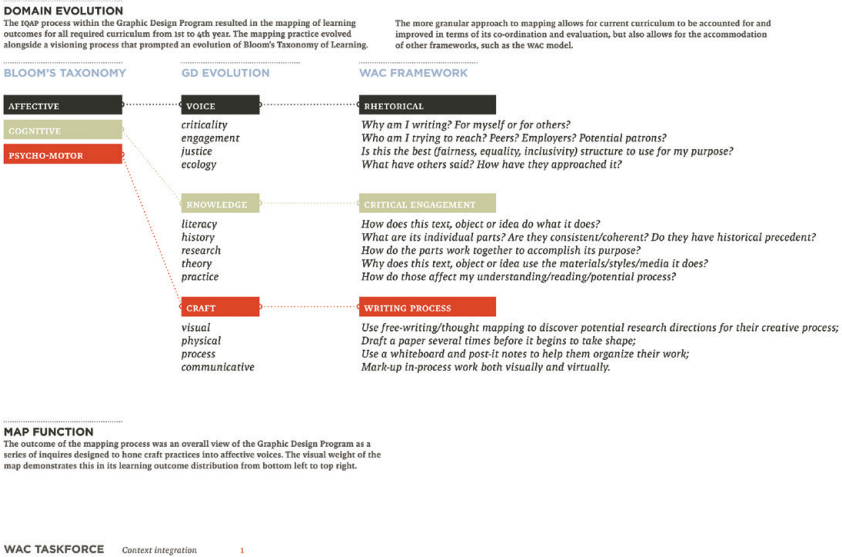 DOMAIN EVOLUTION
The IQAP process within the Graphic Design Program resulted in the mapping of learning
outcomes for all required curriculum from 1st to 4th year. The mapping practice evolved
alongside a visioning process that prompted an evolution of Bloom's Taxonomy of Learning.
The more granular approach to mapping allows for current curriculum to be accounted for and
improved in terms of its co-ordination and evaluation, but also allows for the accommodation
of other frameworks, such as the WAC model.
BLOOM'S TAXONOMY
GD EVOLUTION
WAC FRAMEWORK
AFFECTIVE
COGNITIVE
PSYCHO-MOTOR
VOICE
criticality
engagement
justice
ecology
RHETORICAL
Why am I writing? For myself or for others?
Who am I trying to reach? Peers? Employers? Potential patrons?
Is this the best (fairness, equality, inclusivity) structure to use for my purpose?
What have others said? How have they approached it?
KNOWLEDGE
literacy
history
research
theory
practice
CRITICAL ENGAGEMENT
How does this text, object or idea do what it does?
What are its individual parts? Are they consistent/coherent? Do they have historical precedent?
How do the parts work together to accomplish its purpose?
Why does this text, object or idea use the materials/styles/media it does?
How do those affect my understanding/reading/potential process?
CRAFT
visual
physical
process
communicative
WRITING PROCESS
Use free-writing/thought mapping to discover potential research directions for their creative process;
Draft a paper several times before it begins to take shape;
Use a whiteboard and post-it notes to help them organize their work;
Mark-up in-process work both visually and virtually.
MAP FUNCTION
The outcome of the mapping process was an overall view of the Graphic Design Program as a
series of inquires designed to hone craft practices into affective voices. The visual weight of the
map demonstrates this in its learning outcome distribution from bottom left to top right.
WAC TASKFORCE Context integration 1